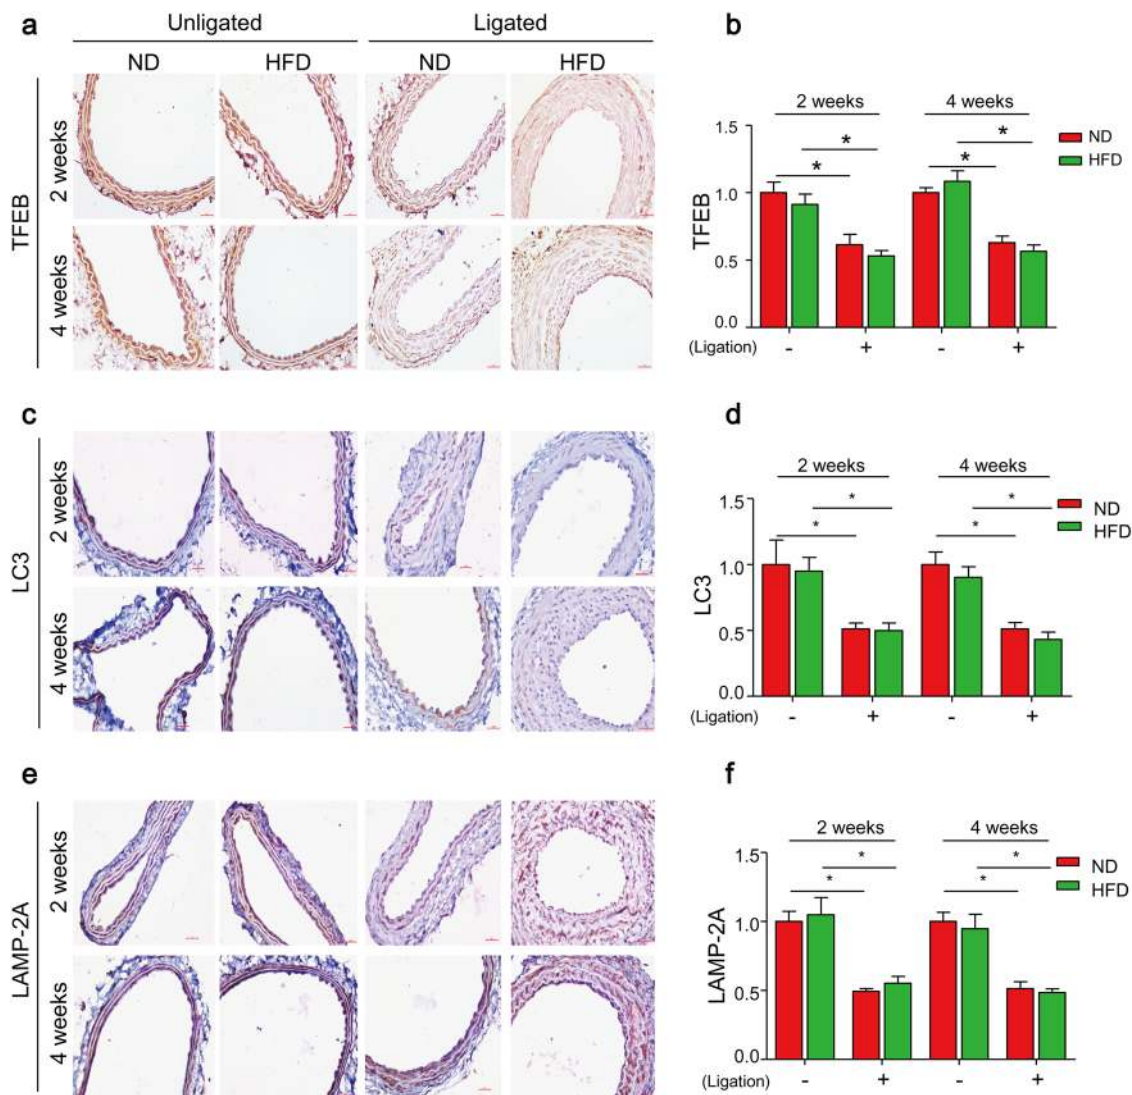 a
Unligated
Ligated
ND
HFD
ND
HFD
TFEB
2 weeks
4 weeks
b
2 weeks
4 weeks
1.5
1.0
0.5
0.0
TFEB
*
*
*
*
ND
HFD
(Ligation)
-
+
-
+
c
LC3
2 weeks
4 weeks
d
2 weeks
4 weeks
1.5
1.0
0.5
0.0
LC3
*
*
*
*
ND
HFD
(Ligation)
-
+
-
+
e
LAMP-2A
2 weeks
4 weeks
f
2 weeks
4 weeks
1.5
1.0
0.5
0.0
LAMP-2A
*
*
*
*
ND
HFD
(Ligation)
-
+
-
+